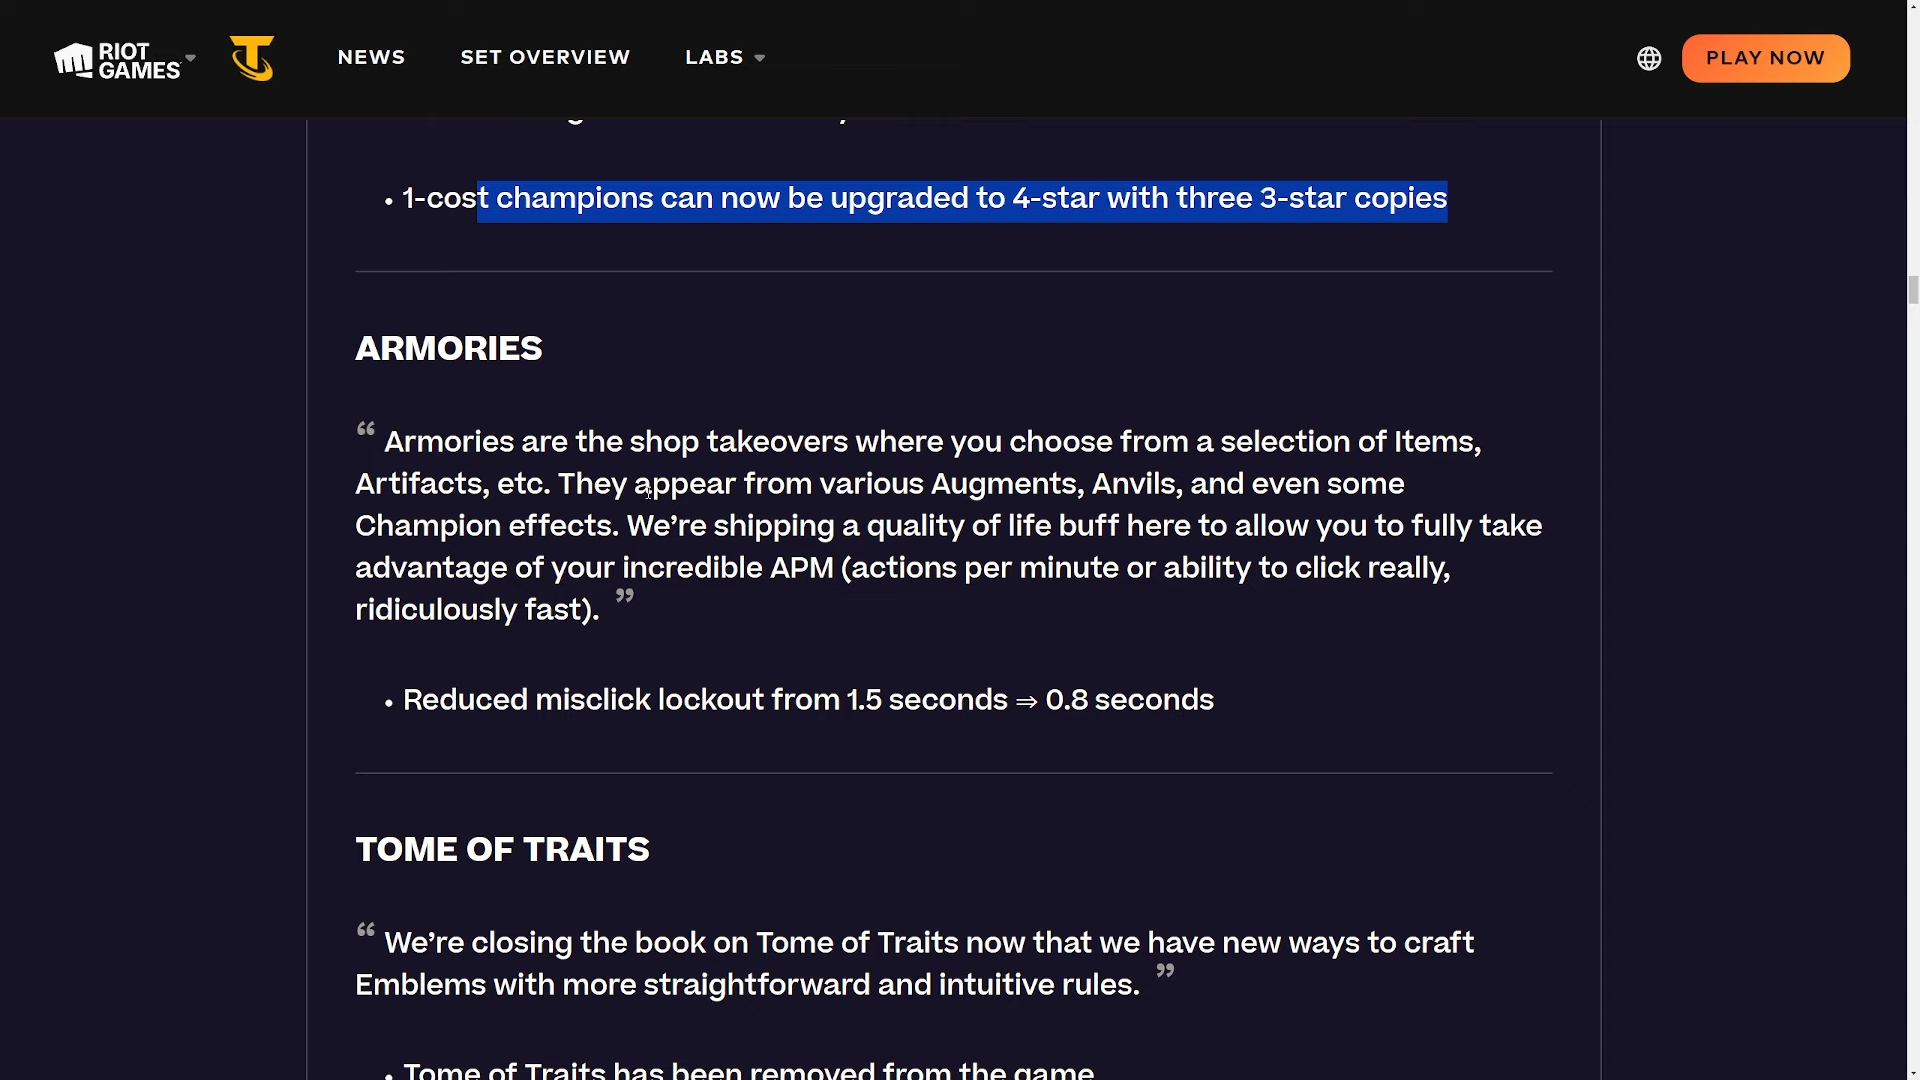 RIOT GAMES
NEWS
SET OVERVIEW
LABS
PLAY NOW
• 1-cost champions can now be upgraded to 4-star with three 3-star copies
ARMORIES
“ Armories are the shop takeovers where you choose from a selection of Items,
Artifacts, etc. They appear from various Augments, Anvils, and even some
Champion effects. We’re shipping a quality of life buff here to allow you to fully take
advantage of your incredible APM (actions per minute or ability to click really,
ridiculously fast). ”
• Reduced misclick lockout from 1.5 seconds ⇒ 0.8 seconds
TOME OF TRAITS
“ We’re closing the book on Tome of Traits now that we have new ways to craft
Emblems with more straightforward and intuitive rules. ”
• Tome of Traits has been removed from the game